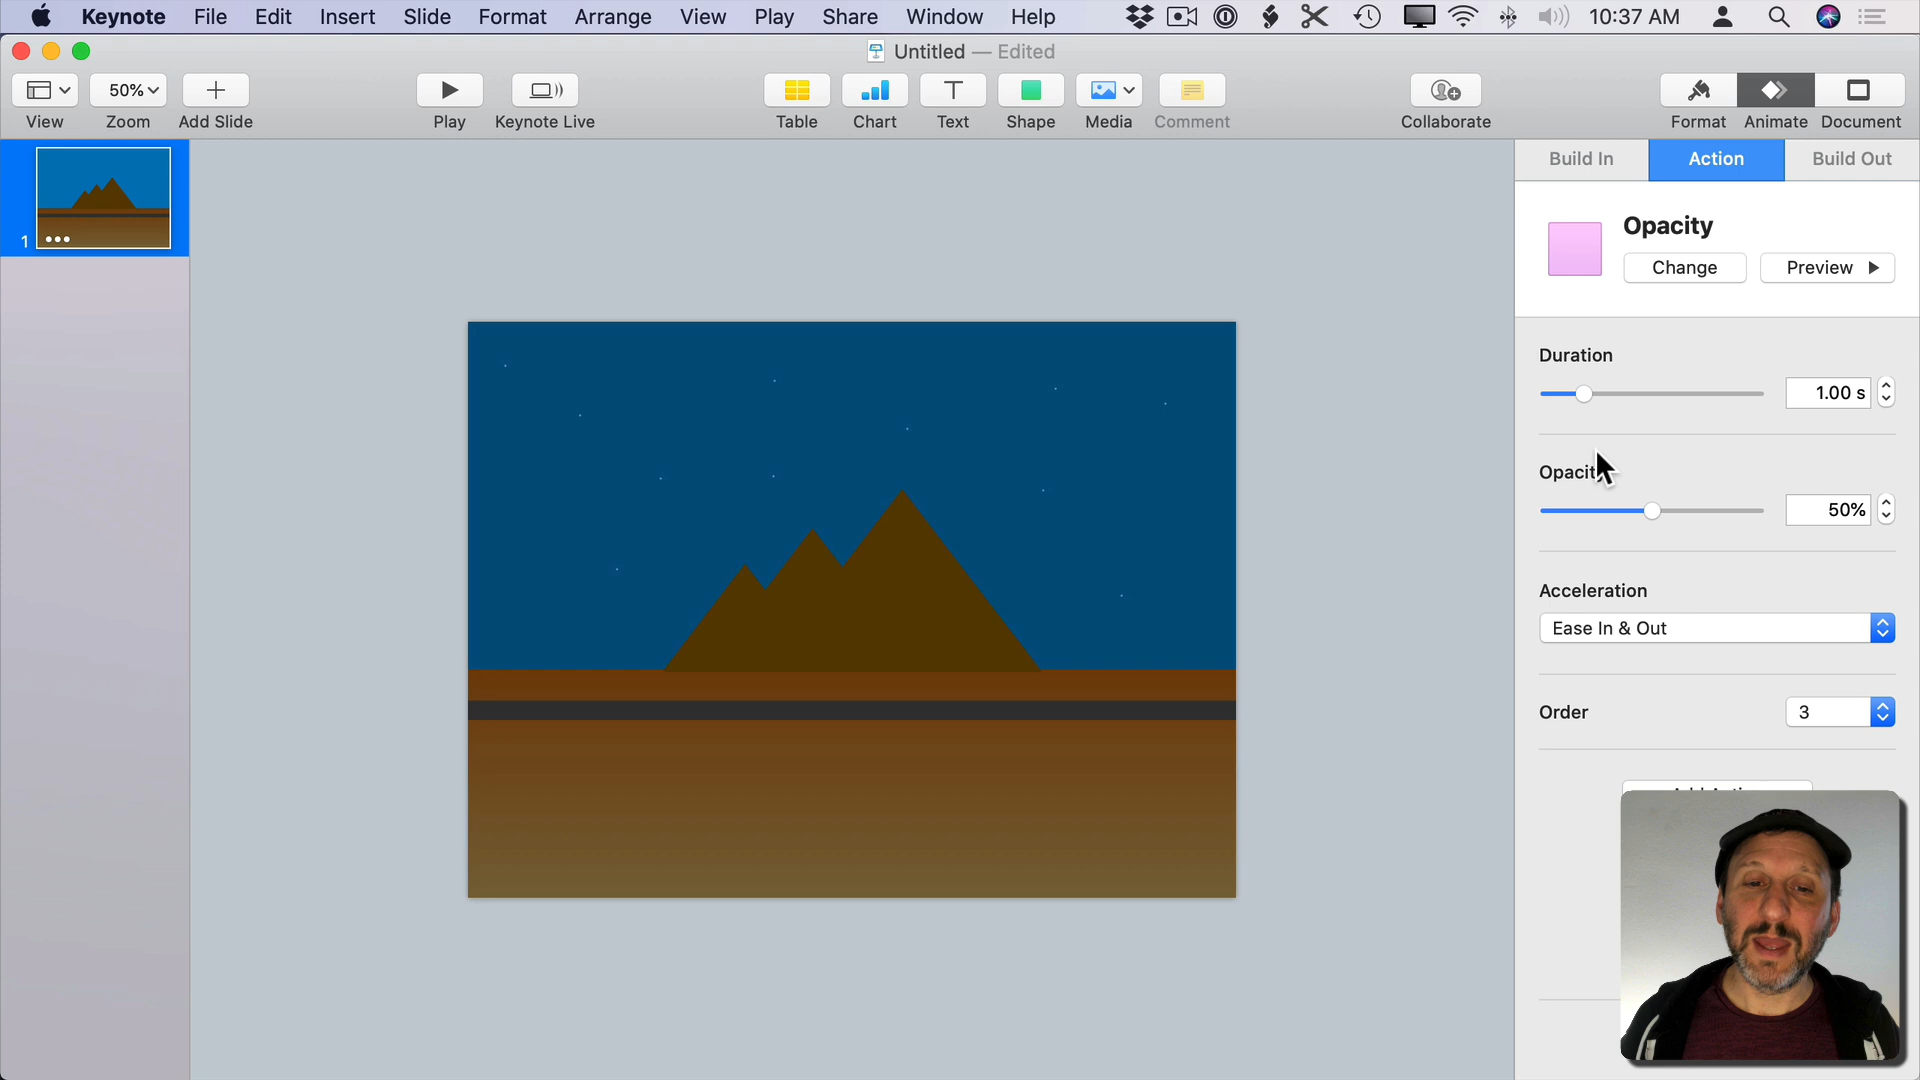 Keynote File Edit Insert Slide Format Arrange View Play Share Window Help 10:37 AM
Untitled — Edited
50%
View Zoom Add Slide Play Keynote Live Table Chart Text Shape Media Comment Collaborate Format Animate Document
Build In Action Build Out
Opacity
Change Preview
1
Duration
1.00 s
Opacity
50%
Acceleration
Ease In & Out
Order 3